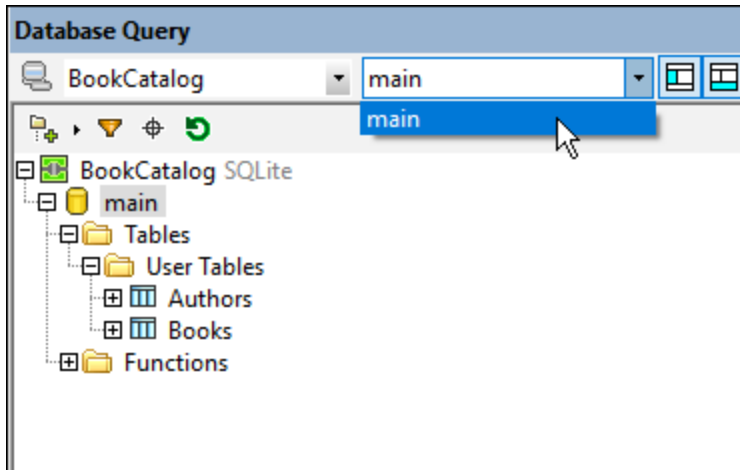 Database Query
BookCatalog main
main
BookCatalog SQLite
main
Tables
User Tables
Authors
Books
Functions